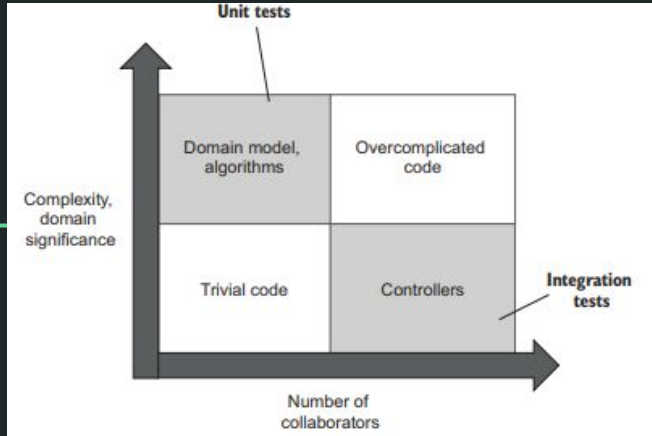 Unit tests
Domain model,
algorithms
Overcomplicated
code
Complexity,
domain
significance
Trivial code
Controllers
Integration
tests
Number of
collaborators